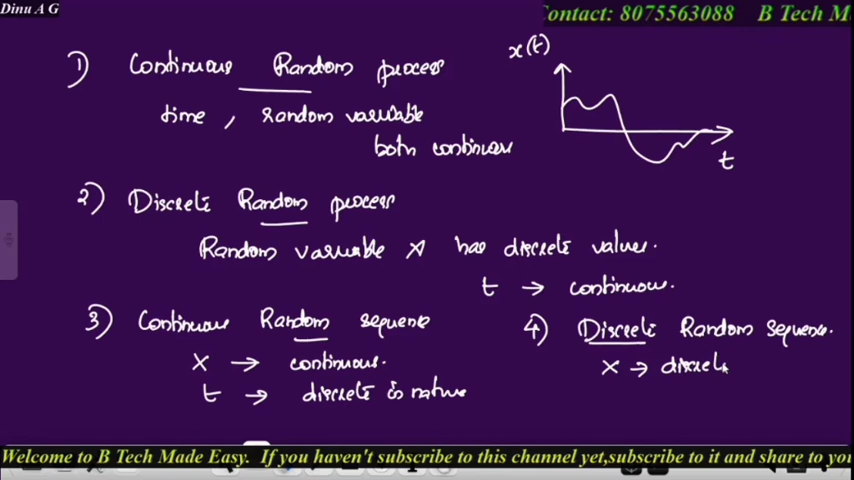 Dinu A G
Contact: 8075563088 B Tech M
1) Continuous Random process
x(t)
time, random variable
both continuous
t
2) Discrete Random process
Random variable X has discrete values.
t → continuous.
3) Continuous Random sequence
X → continuous.
t → discrete in nature
4) Discrete Random sequence.
X → discret
Welcome to B Tech Made Easy. If you haven't subscribe to this channel yet,subscribe to it and share to you